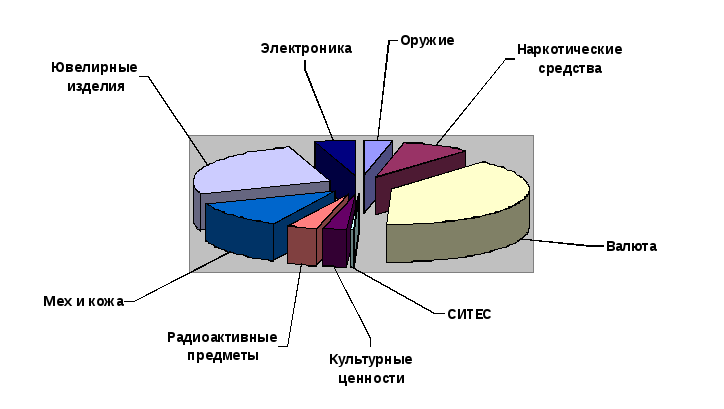 Электроника
Оружие
Наркотические
средства
Ювелирные
изделия
Валюта
Мех и кожа
СИТЕС
Радиоактивные
предметы
Культурные
ценности